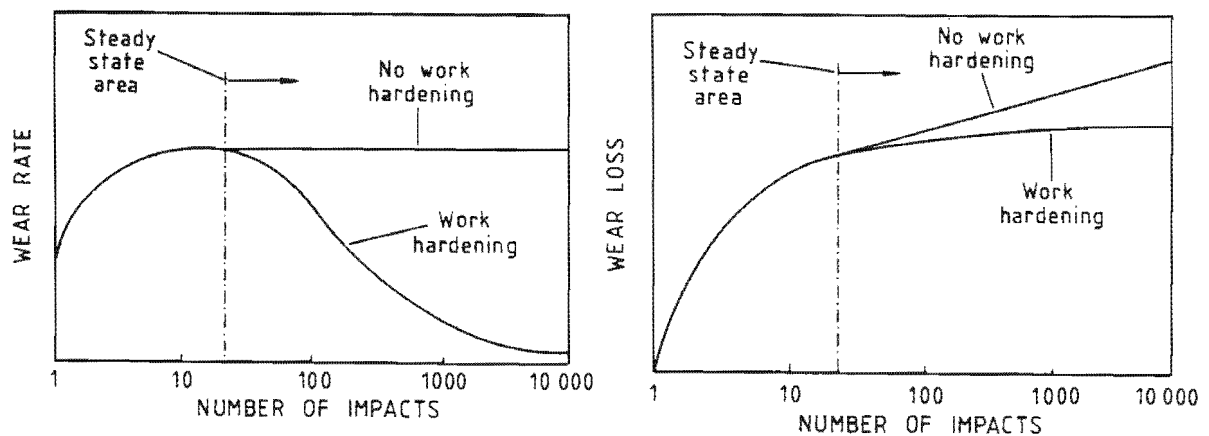 Steady
state
area
No work
hardening
Work
hardening
WEAR RATE
1 10 100 1000 10 000
NUMBER OF IMPACTS
Steady
state
area
No work
hardening
Work
hardening
WEAR LOSS
1 10 100 1000 10 000
NUMBER OF IMPACTS